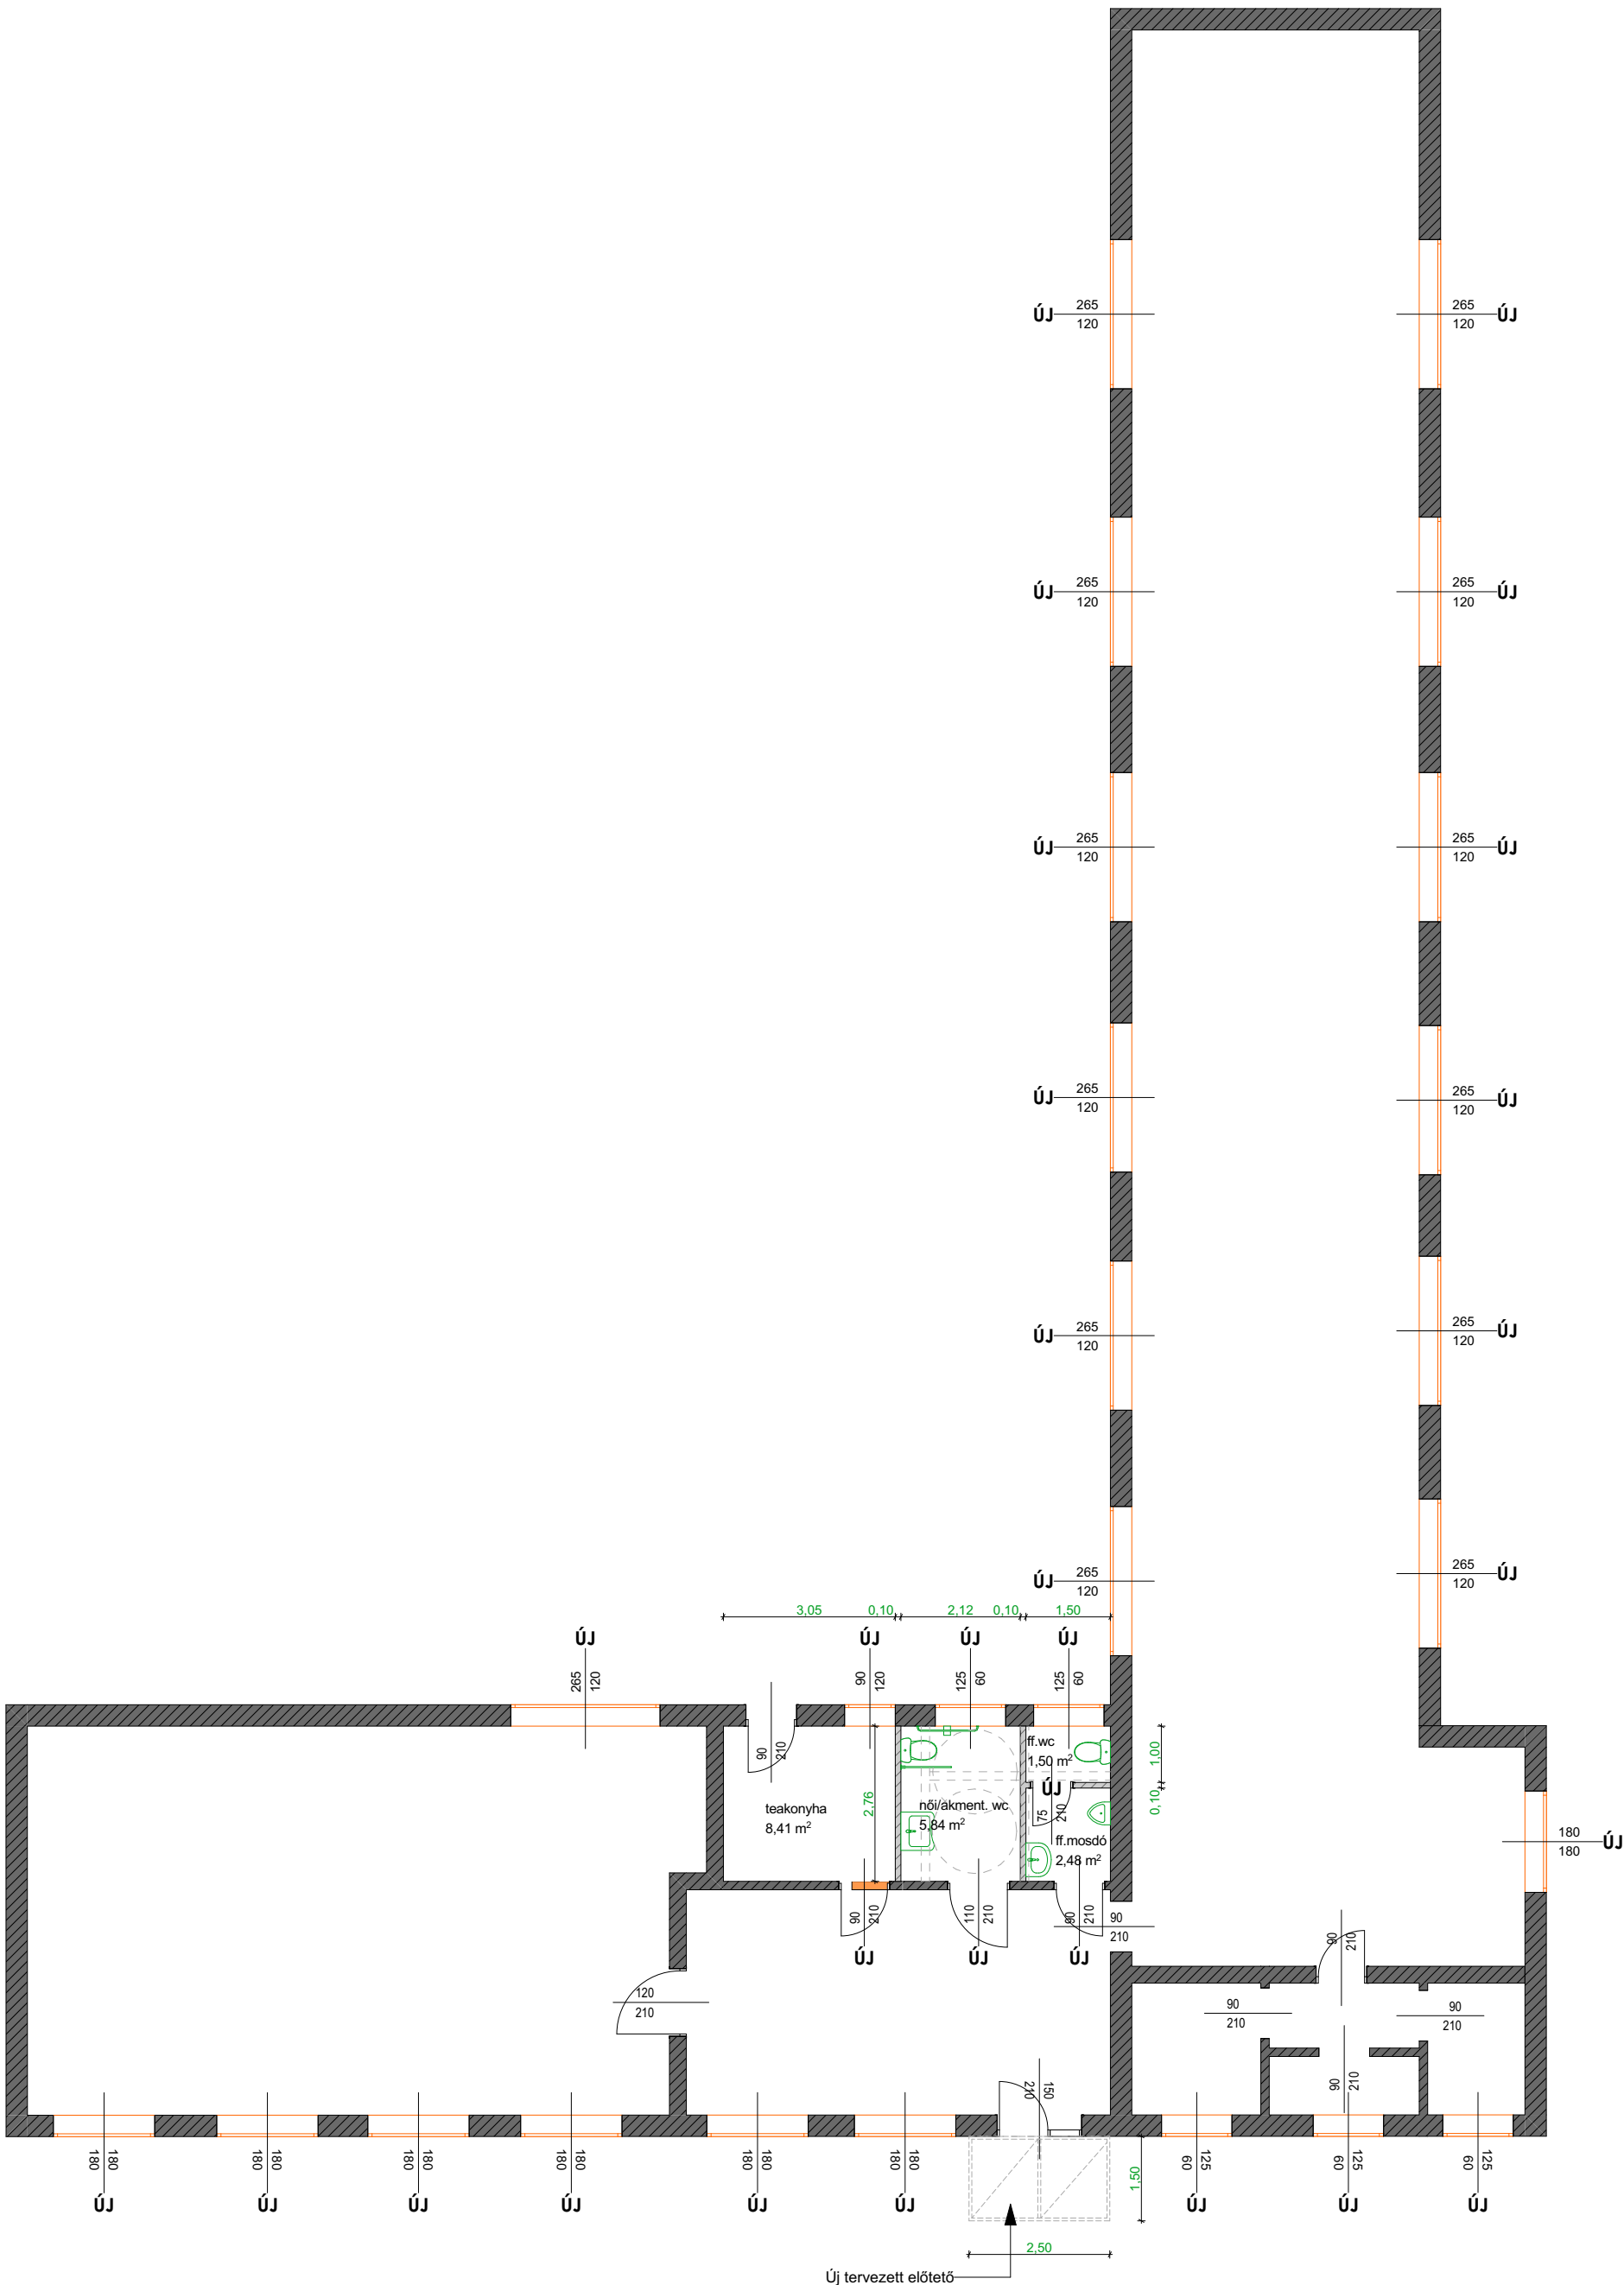 ÚJ 265 265 ÚJ
120 120
ÚJ 265 265 ÚJ
120 120
ÚJ 265 265 ÚJ
120 120
ÚJ 265 265 ÚJ
120 120
ÚJ 265 265 ÚJ
120 120
ÚJ 265 265 ÚJ
120 120
3,05 0,10 2,12 0,10 1,50
ÚJ ÚJ ÚJ ÚJ
265 90 125 125
120 120 60 60
90
210
2,76
ff.wc
1,50 m²
1,00
0,10
ÚJ
75
210
teakonyha
8,41 m²
női/akment. wc
5,84 m²
ff.mosdó
2,48 m²
180 ÚJ
180
90
210
110
210
90
210
90
210
90
210
ÚJ ÚJ ÚJ
120
210
90
210
90
210
90
210
150
210
180 180 180 180 180 180 125 125 125
180 180 180 180 180 180 60 60 60
ÚJ ÚJ ÚJ ÚJ ÚJ ÚJ ÚJ ÚJ ÚJ
1,50
2,50
Új tervezett előtető